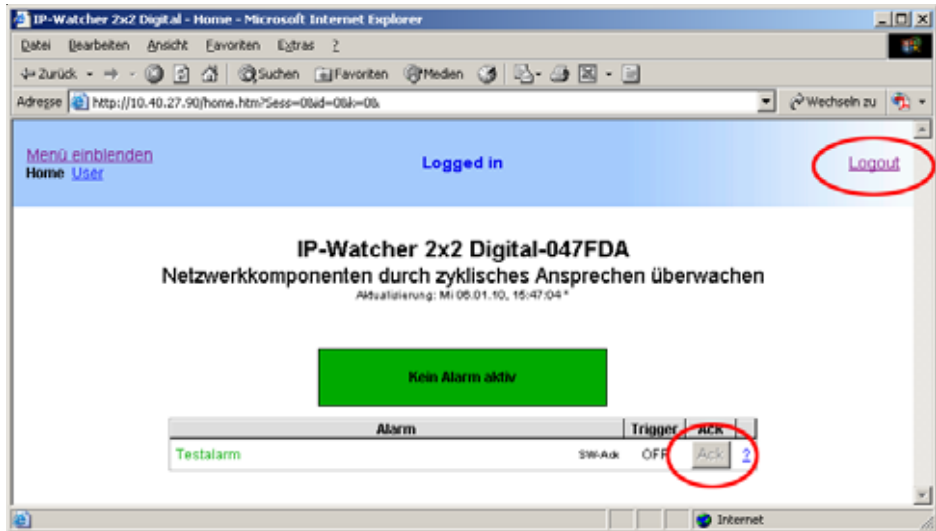 IP-Watcher 2x2 Digital - Home - Microsoft Internet Explorer
Datei Bearbeiten Ansicht Favoriten Extras ?
Zurück Suchen Favoriten Medien
Adresse http://10.40.27.90/home.htm?Sess=0&id=0&k=0& Wechseln zu
Menü einblenden
Home User
Logged in
Logout
IP-Watcher 2x2 Digital-047FDA
Netzwerkkomponenten durch zyklisches Ansprechen überwachen
Aktualisierung: Mi 06.01.10, 15:47:04 *
Kein Alarm aktiv
Alarm Trigger Ack
Testalarm SW-Ack OFF Ack ?
Internet